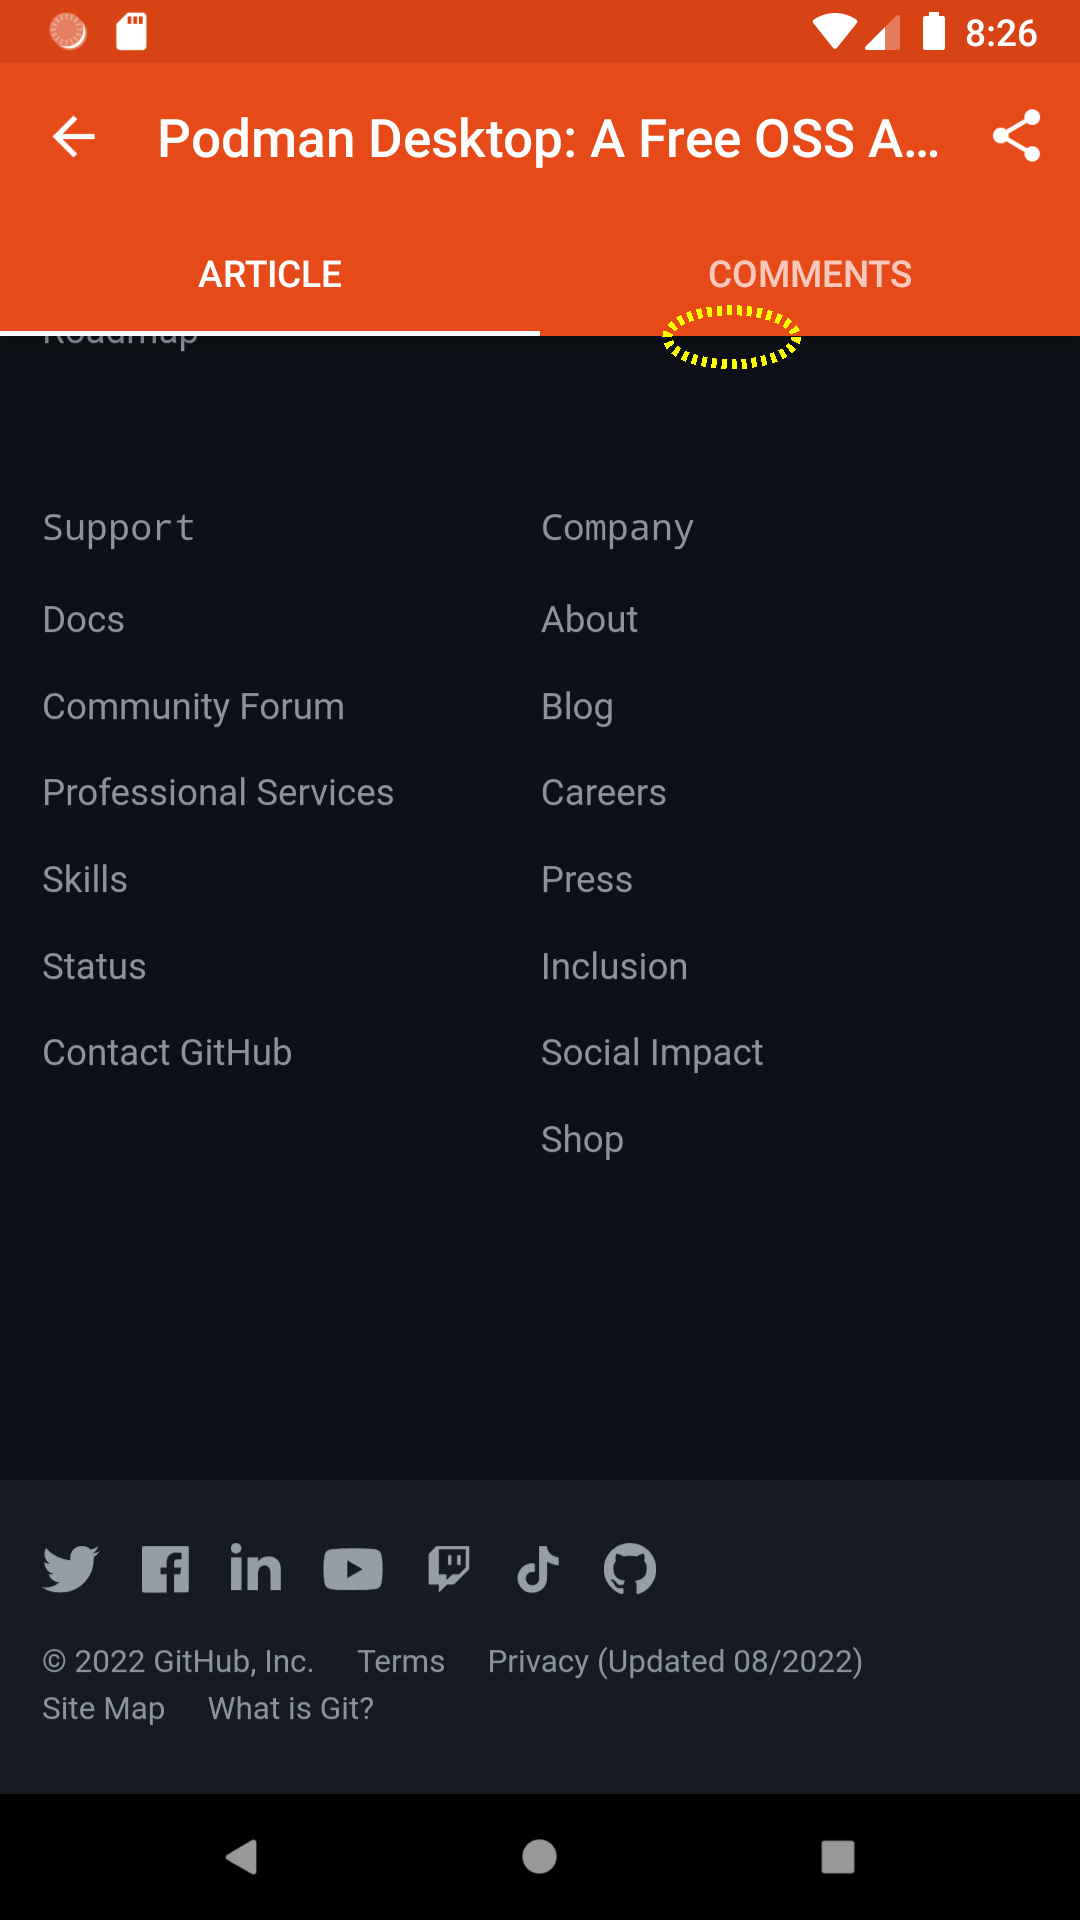 8:26
Podman Desktop: A Free OSS A...
ARTICLE COMMENTS
Roadmap
Support Company
Docs About
Community Forum Blog
Professional Services Careers
Skills Press
Status Inclusion
Contact GitHub Social Impact
Shop
© 2022 GitHub, Inc. Terms Privacy (Updated 08/2022)
Site Map What is Git?